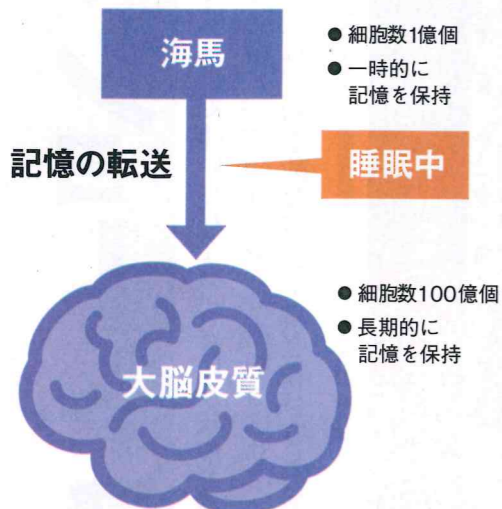 海馬
● 細胞数1億個
● 一時的に
記憶を保持
記憶の転送
睡眠中
● 細胞数100億個
● 長期的に
記憶を保持
大脳皮質